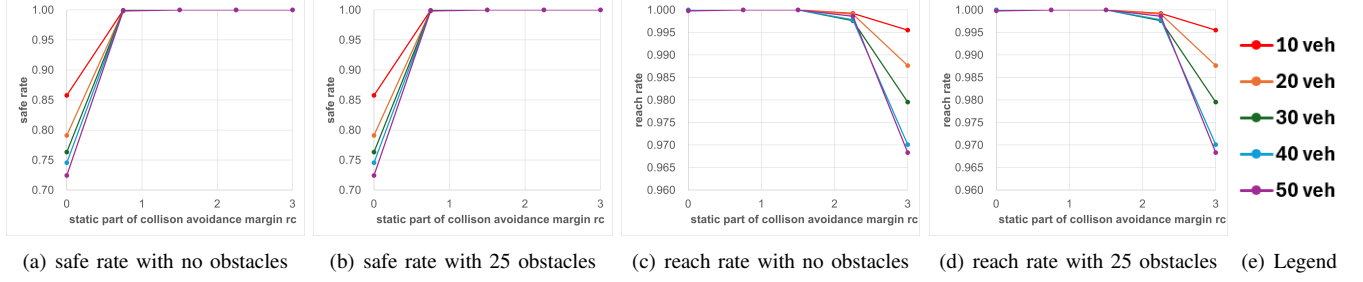 safe rate
1.00
0.95
0.90
0.85
0.80
0.75
0.70
0 1 2 3
static part of collison avoidance margin rc
(a) safe rate with no obstacles
safe rate
1.00
0.95
0.90
0.85
0.80
0.75
0.70
0 1 2 3
static part of collison avoidance margin rc
(b) safe rate with 25 obstacles
reach rate
1.000
0.995
0.990
0.985
0.980
0.975
0.970
0.965
0.960
0 1 2 3
static part of collison avoidance margin rc
(c) reach rate with no obstacles
reach rate
1.000
0.995
0.990
0.985
0.980
0.975
0.970
0.965
0.960
0 1 2 3
static part of collison avoidance margin rc
(d) reach rate with 25 obstacles
10 veh
20 veh
30 veh
40 veh
50 veh
(e) Legend